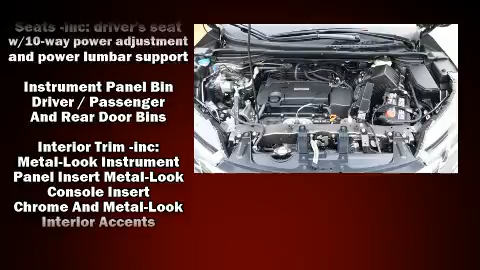 Seats -inc: driver's seat
w/10-way power adjustment
and power lumbar support
Instrument Panel Bin
Driver / Passenger
And Rear Door Bins
Interior Trim -inc:
Metal-Look Instrument
Panel Insert Metal-Look
Console Insert
Chrome And Metal-Look
Interior Accents